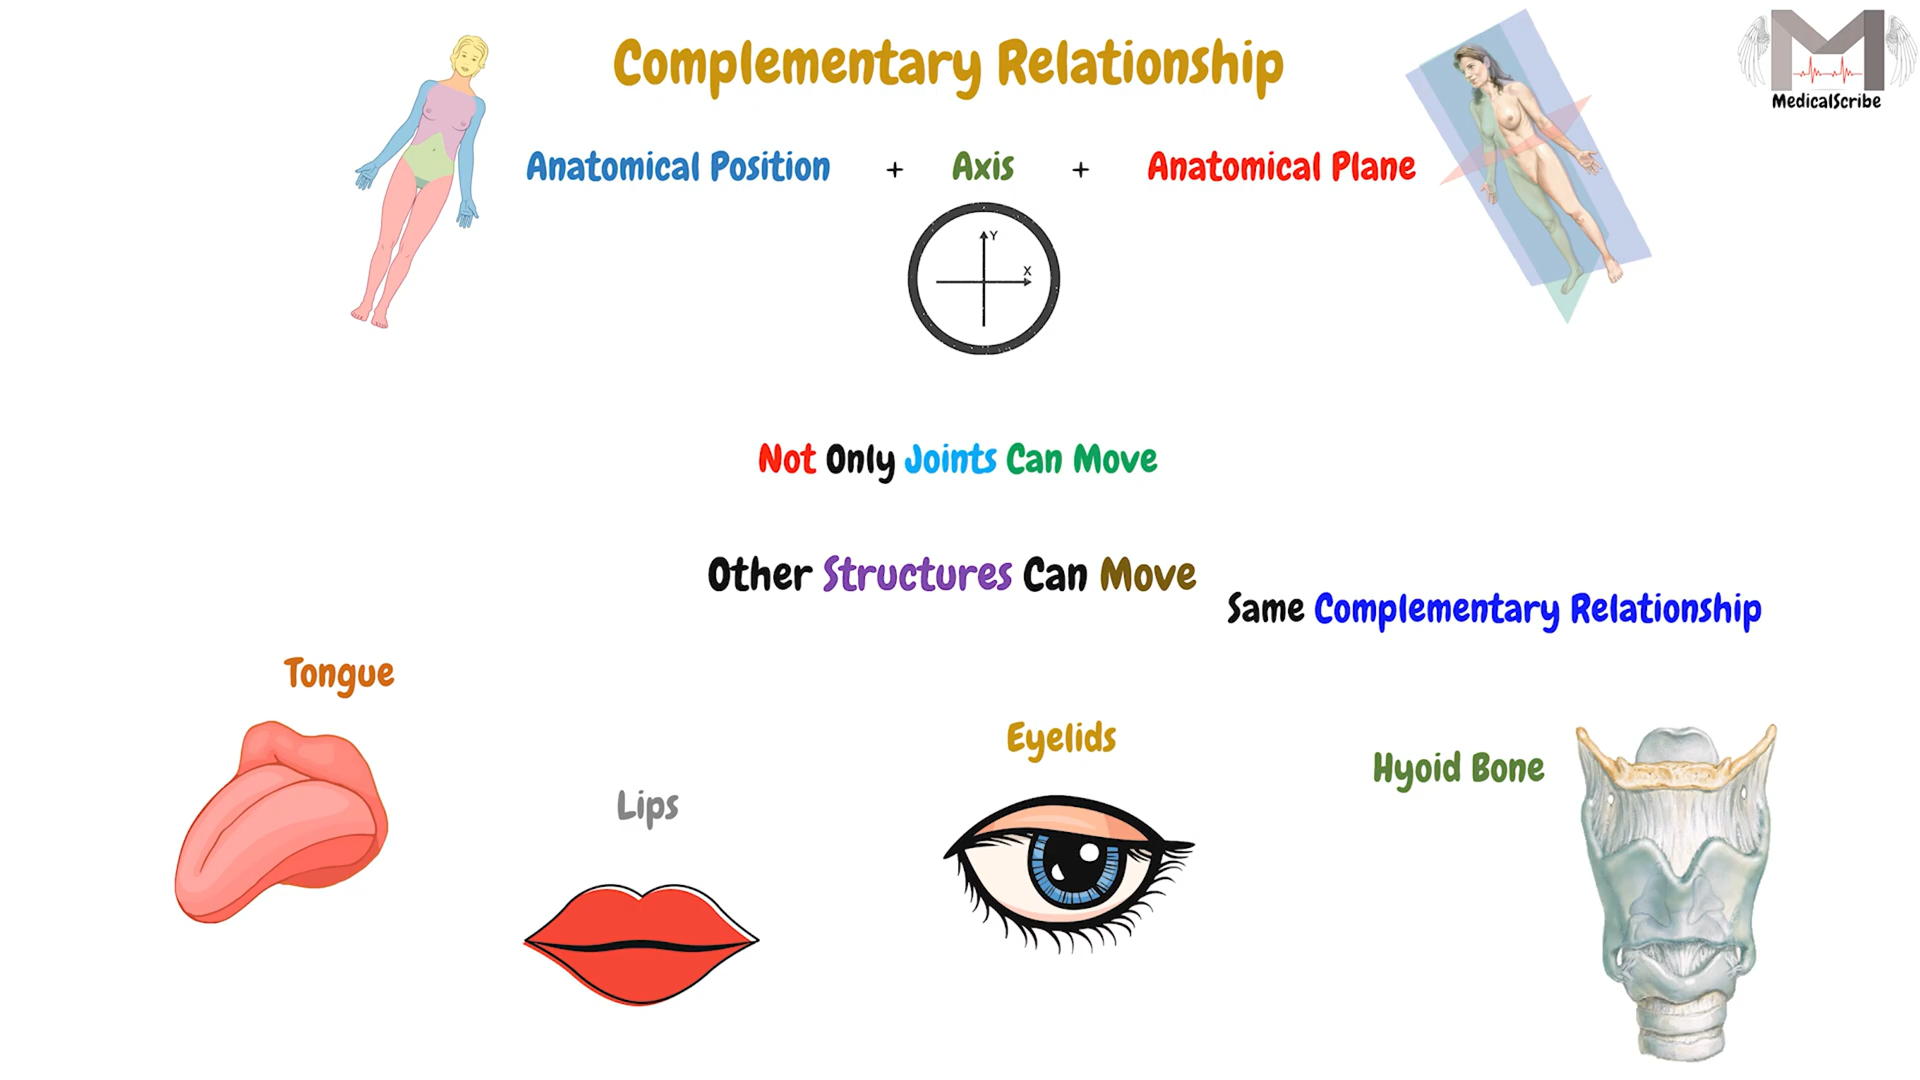 Complementary Relationship
MedicalScribe
Anatomical Position + Axis + Anatomical Plane
Y
X
Not Only Joints Can Move
Other Structures Can Move
Same Complementary Relationship
Tongue
Eyelids
Hyoid Bone
Lips